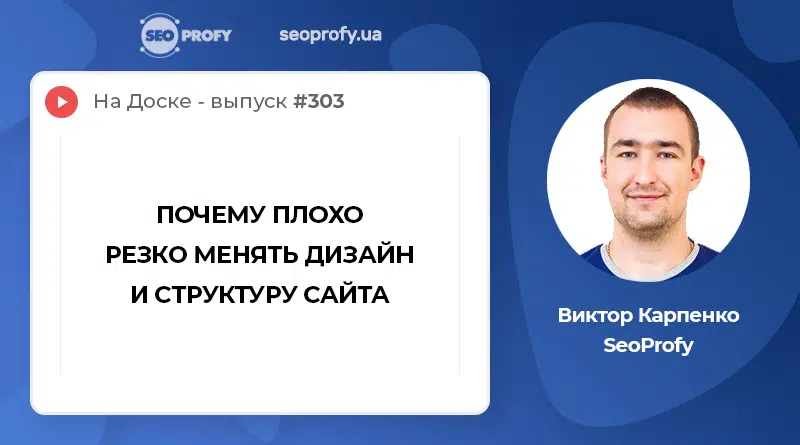 SEO PROFY
seoprofy.ua
На Доске - выпуск #303
ПОЧЕМУ ПЛОХО
РЕЗКО МЕНЯТЬ ДИЗАЙН
И СТРУКТУРУ САЙТА
Виктор Карпенко
SeoProfy